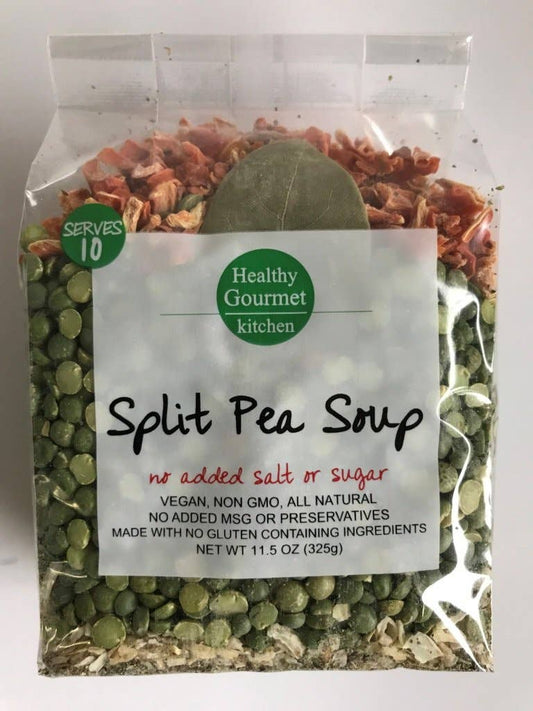 SERVES
10
Healthy
Gourmet
kitchen
Split Pea Soup
no added salt or sugar
VEGAN, NON GMO, ALL NATURAL
NO ADDED MSG OR PRESERVATIVES
MADE WITH NO GLUTEN CONTAINING INGREDIENTS
NET WT 11.5 OZ (325g)